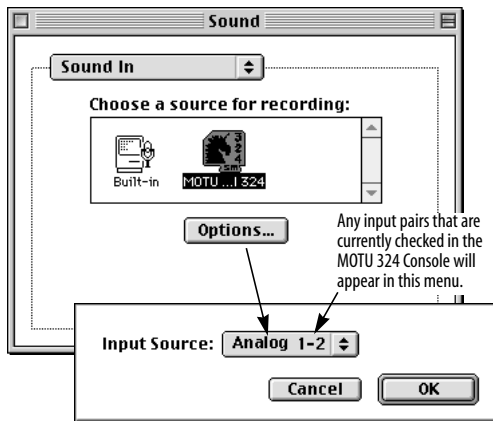 Sound
Sound In
Choose a source for recording:
Built-in
MOTU ...I 324
Options...
Any input pairs that are
currently checked in the
MOTU 324 Console will
appear in this menu.
Input Source: Analog 1-2
Cancel
OK